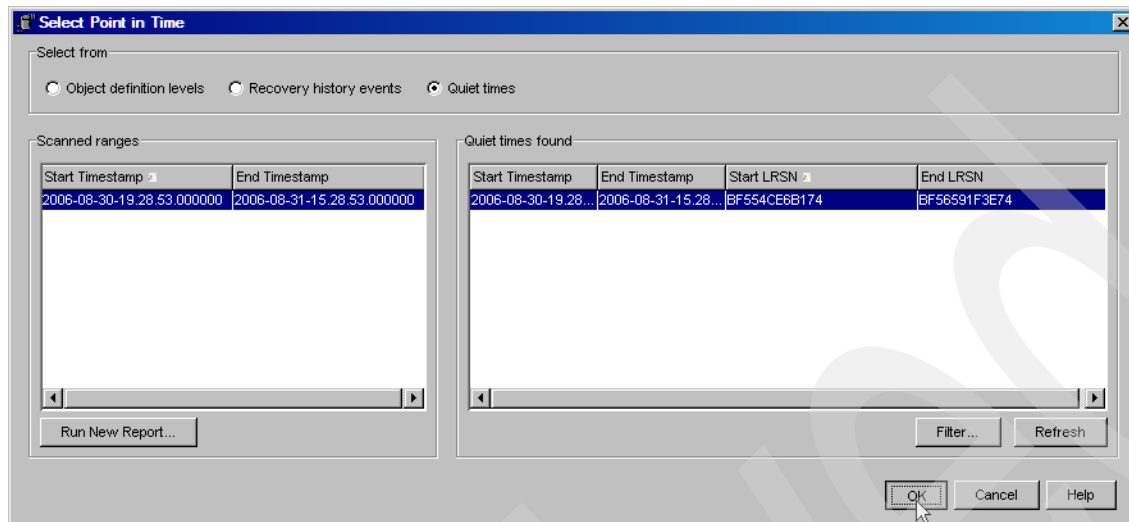 Select Point in Time
Select from
Object definition levels Recovery history events Quiet times
Scanned ranges
Start Timestamp End Timestamp
2006-08-30-19.28.53.000000 2006-08-31-15.28.53.000000
Run New Report...
Quiet times found
Start Timestamp End Timestamp Start LRSN End LRSN
2006-08-30-19.28... 2006-08-31-15.28... BF554CE6B174 BF56591F3E74
Filter... Refresh
OK Cancel Help